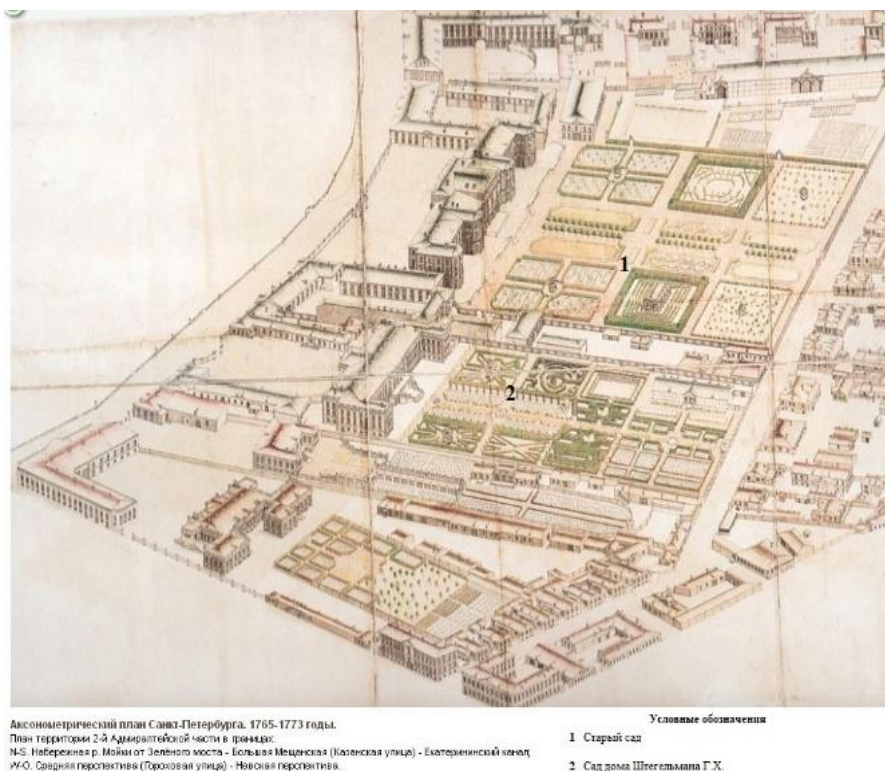 1
2
Аксонометрический план Санкт-Петербурга. 1765-1773 годы.
План территории 2-й Адмиралтейской части в границах:
N-S. Набережная р. Мойки от Зелёного моста - Большая Мещанская (Казанская улица) - Екатерининский канал;
W-O. Средняя перспектива (Гороховая улица) - Невская перспектива.
Условные обозначения
1 Старый сад
2 Сад дома Штегельмана Г.Х.